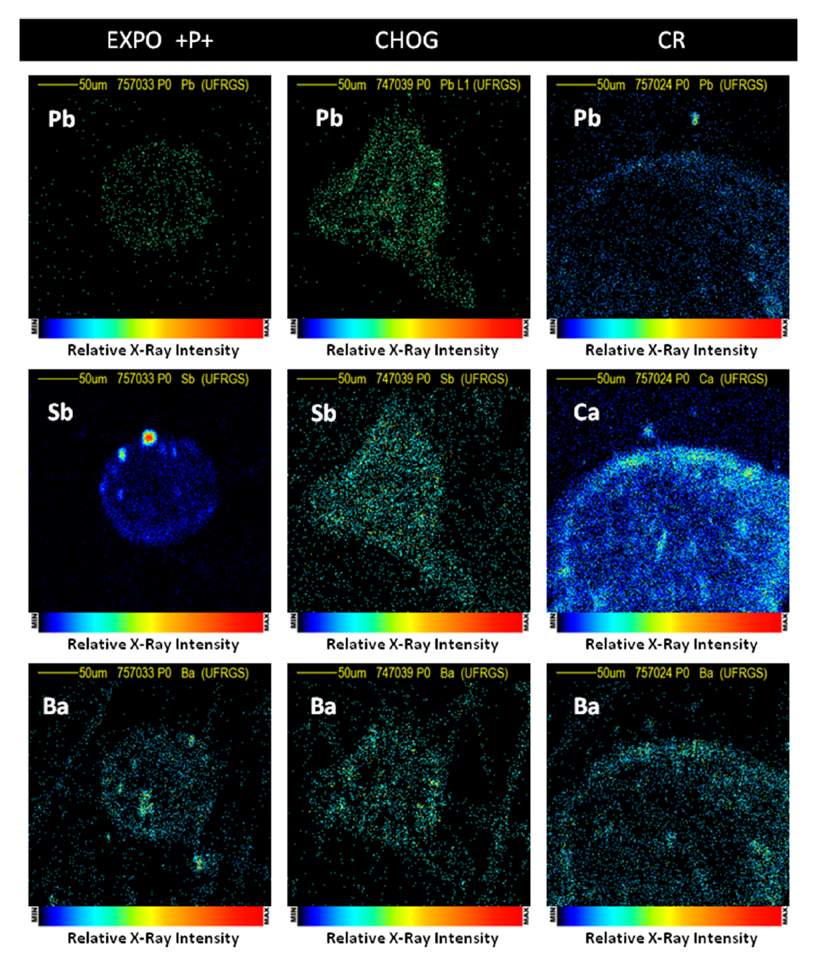 EXPO +P+ CHOG CR
50um 757033 P0 Pb (UFRGS)
Pb
MIN MAX
Relative X-Ray Intensity
50um 747039 P0 Pb L1 (UFRGS)
Pb
MIN MAX
Relative X-Ray Intensity
50um 757024 P0 Pb (UFRGS)
Pb
MIN MAX
Relative X-Ray Intensity
50um 757033 P0 Sb (UFRGS)
Sb
MIN MAX
Relative X-Ray Intensity
50um 747039 P0 Sb (UFRGS)
Sb
MIN MAX
Relative X-Ray Intensity
50um 757024 P0 Ca (UFRGS)
Ca
MIN MAX
Relative X-Ray Intensity
50um 757033 P0 Ba (UFRGS)
Ba
MIN MAX
Relative X-Ray Intensity
50um 747039 P0 Ba (UFRGS)
Ba
MIN MAX
Relative X-Ray Intensity
50um 757024 P0 Ba (UFRGS)
Ba
MIN MAX
Relative X-Ray Intensity